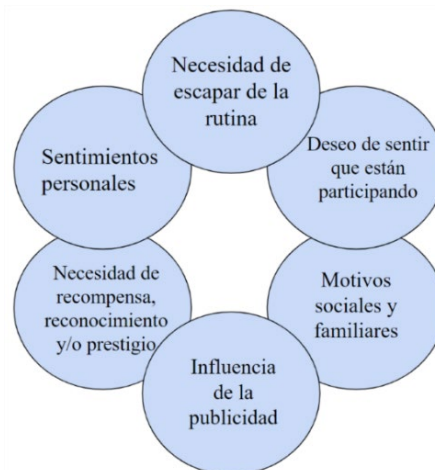 Necesidad de
escapar de la
rutina
Deseo de sentir
que están
participando
Motivos
sociales y
familiares
Influencia
de la
publicidad
Necesidad de
recompensa,
reconocimiento
y/o prestigio
Sentimientos
personales